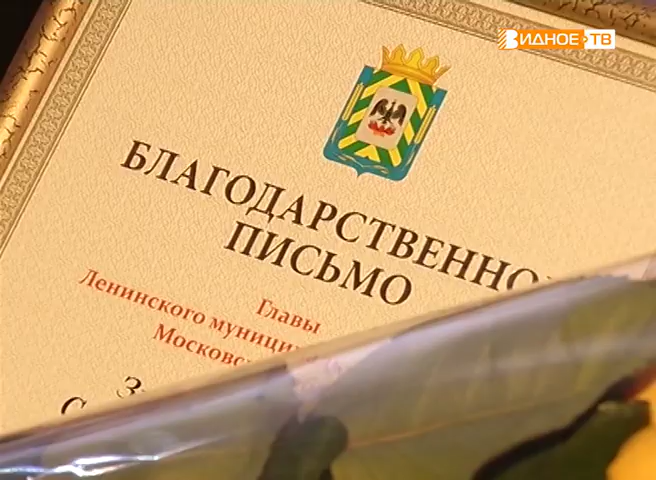 ВИДНОЕ ТВ
БЛАГОДАРСТВЕННО
ПИСЬМО
Главы
Ленинского муници
Московс